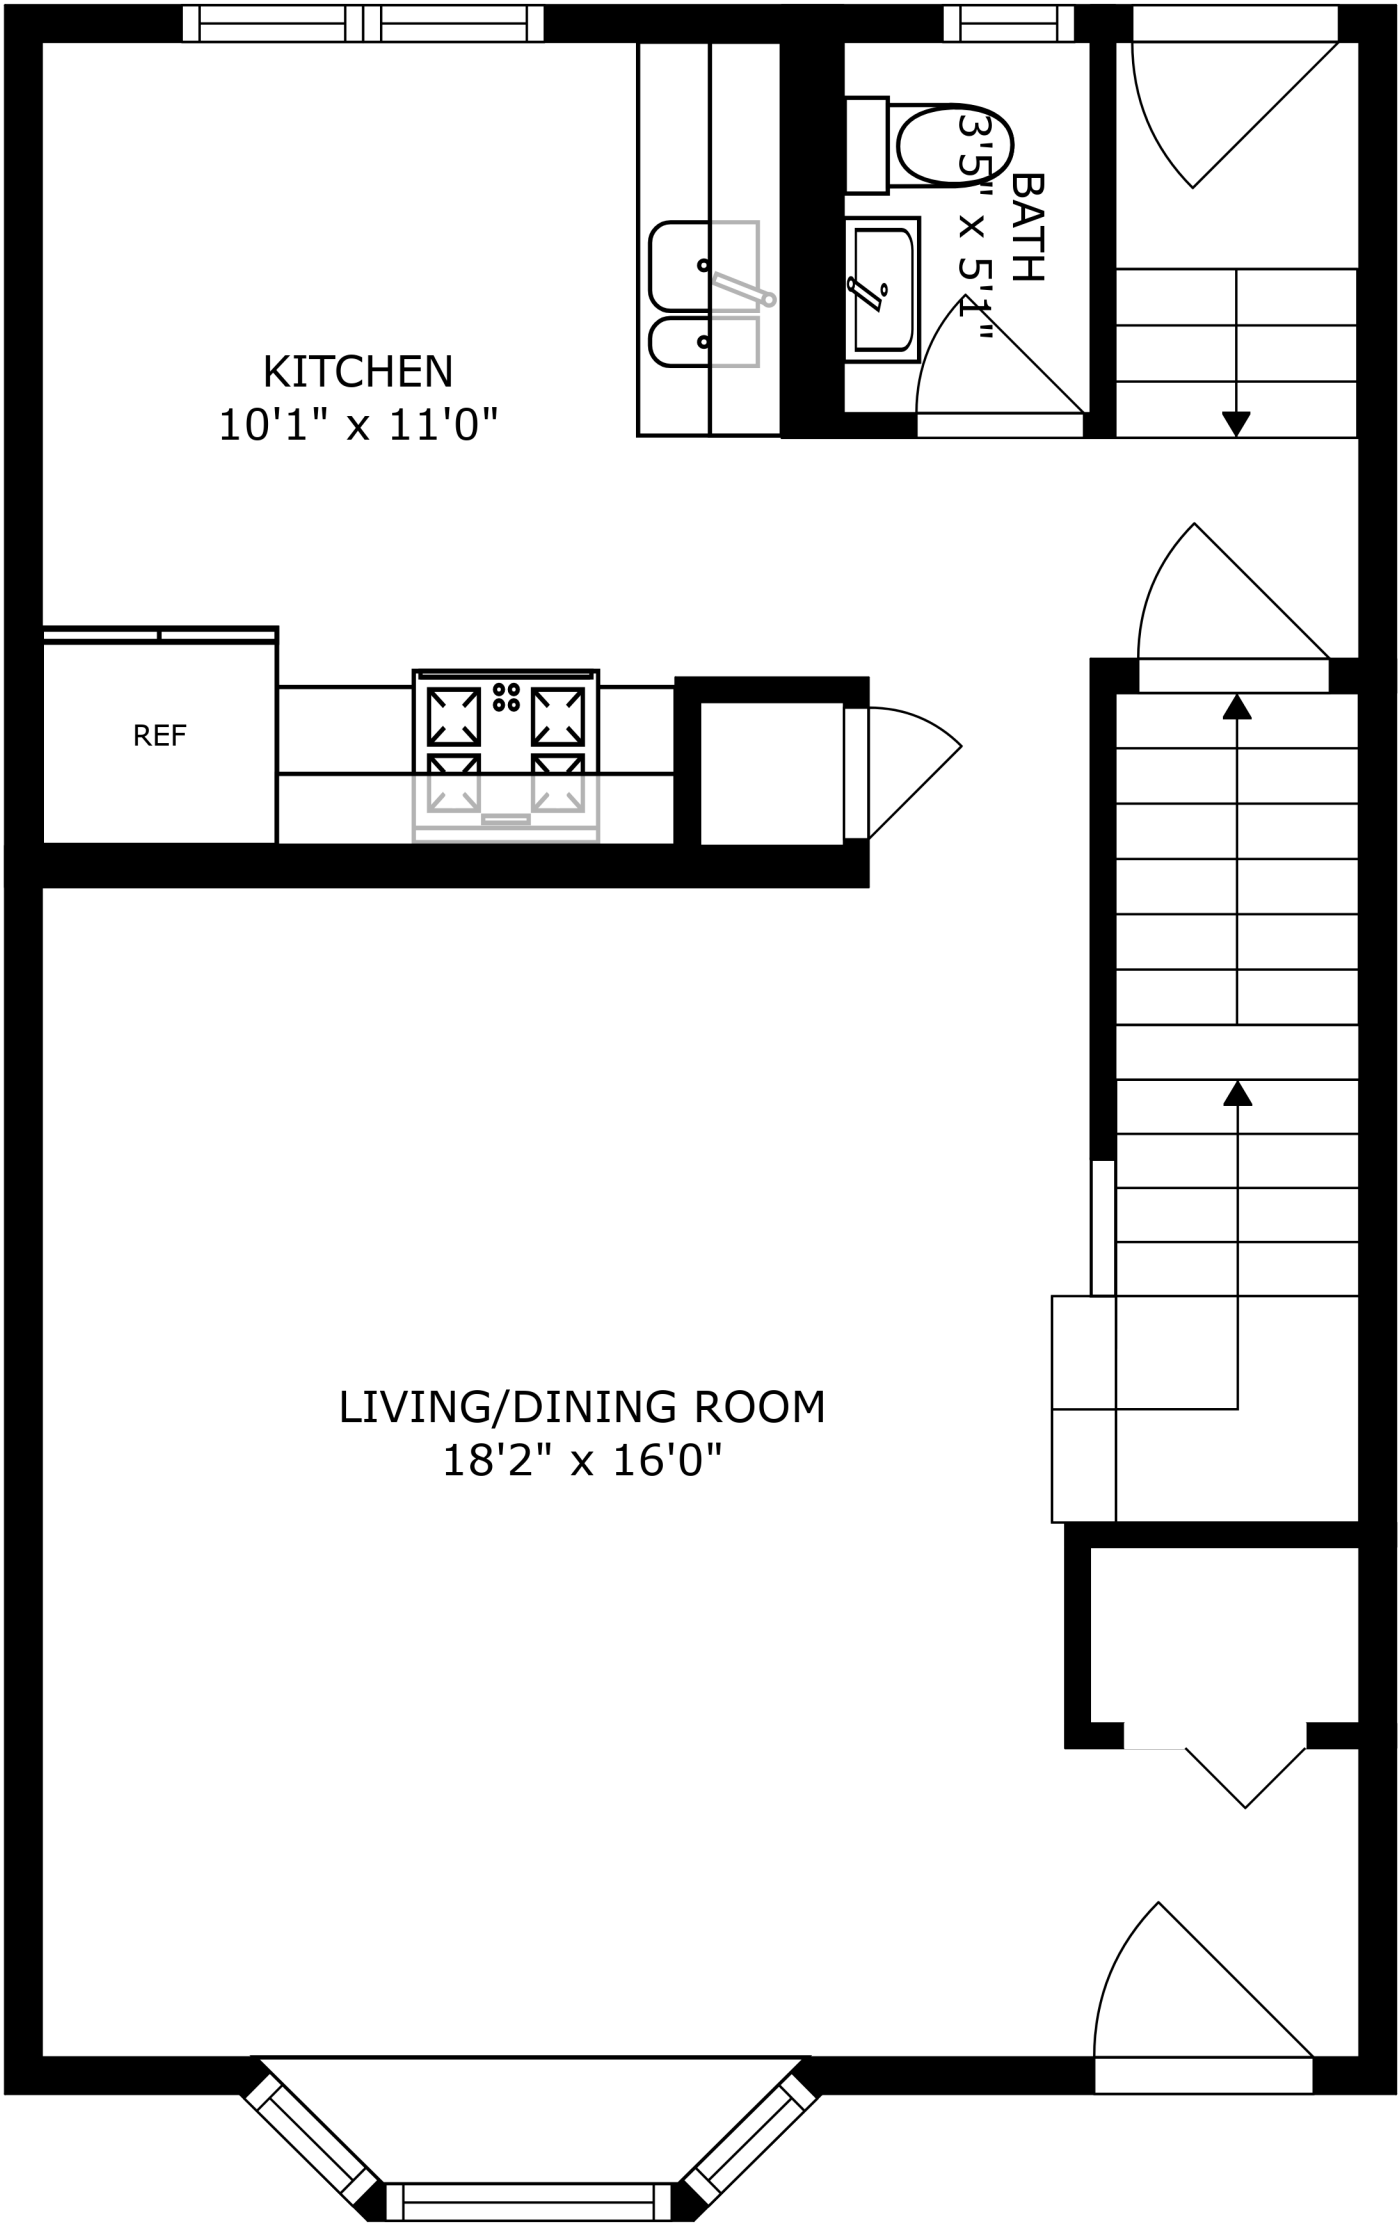 BATH
3'5" x 5'1"
KITCHEN
10'1" x 11'0"
REF
LIVING/DINING ROOM
18'2" x 16'0"